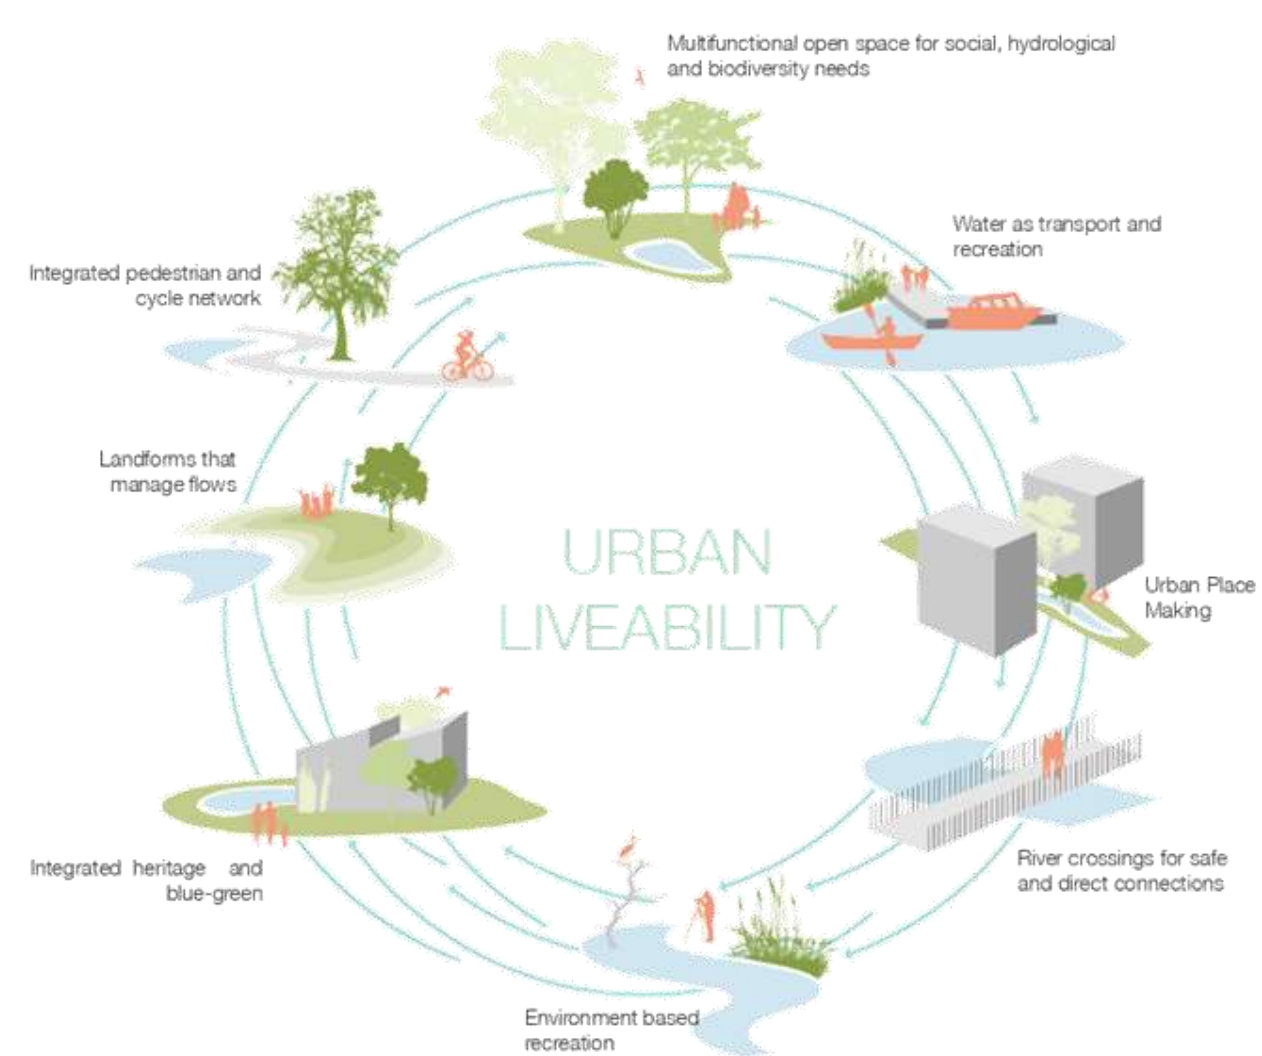 Multifunctional open space for social, hydrological
and biodiversity needs
Water as transport and
recreation
Integrated pedestrian and
cycle network
Landforms that
manage flows
URBAN
LIVEABILITY
Urban Place
Making
Integrated heritage and
blue-green
River crossings for safe
and direct connections
Environment based
recreation